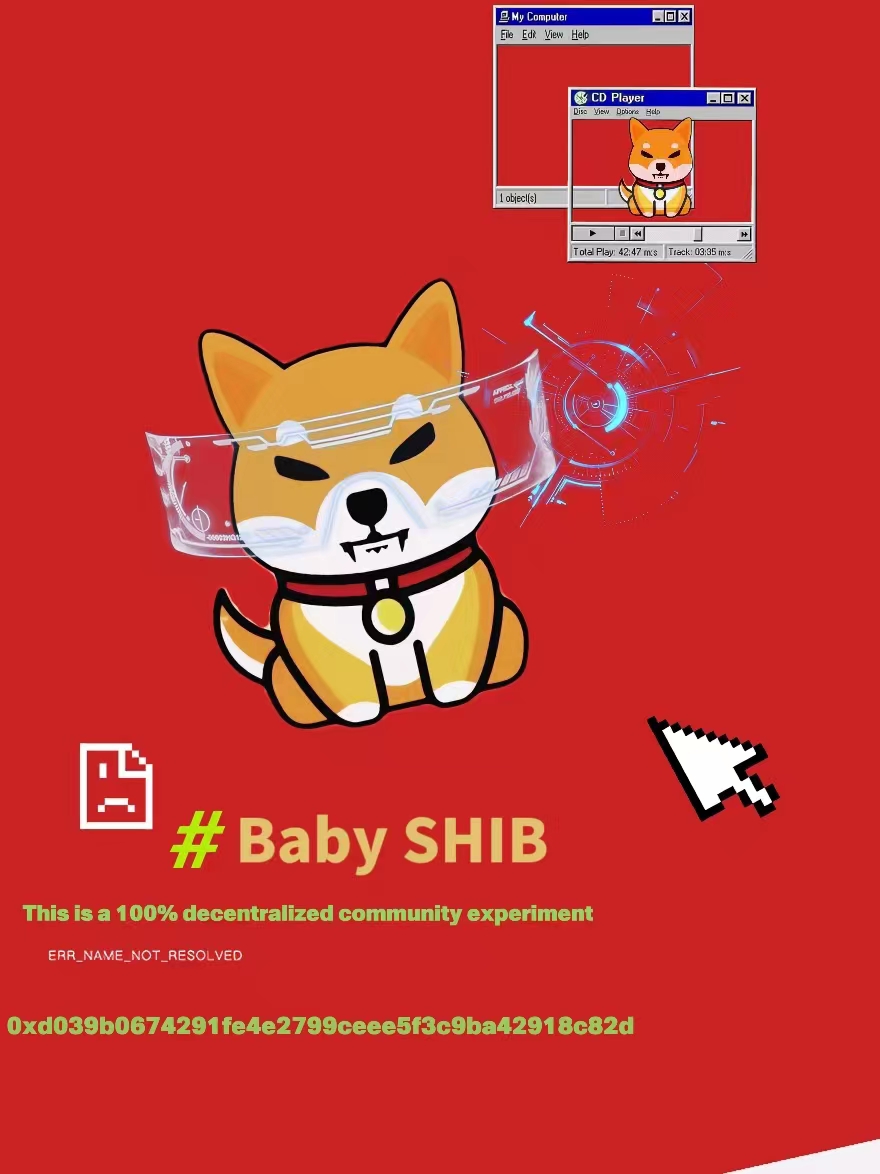 My Computer
File Edit View Help
1 object(s)
CD Player
Disc View Options Help
Total Play: 42:47 m:s Track: 03:35 m:s
# Baby SHIB
This is a 100% decentralized community experiment
ERR_NAME_NOT_RESOLVED
0xd039b0674291fe4e2799ceee5f3c9ba42918c82d